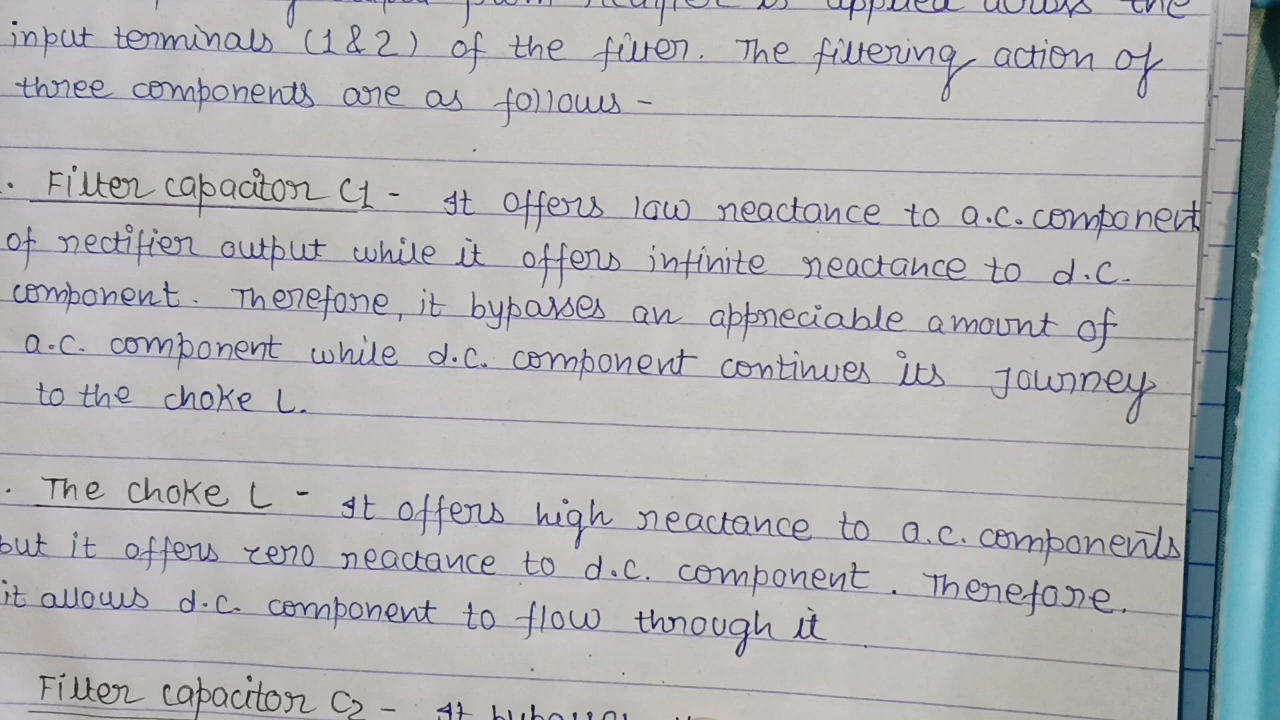 applied across the
input terminals (1 & 2) of the filter. The filtering action of
three components are as follows -
. Filter capacitor C1 - It offers low reactance to a.c. component
of rectifier output while it offers infinite reactance to d.c.
component. Therefore, it bypasses an appreciable amount of
a.c. component while d.c. component continues its journey
to the choke L.
. The choke L - It offers high reactance to a.c. components
but it offers zero reactance to d.c. component. Therefore.
it allows d.c. component to flow through it
Filter capacitor C2 - It bypasses